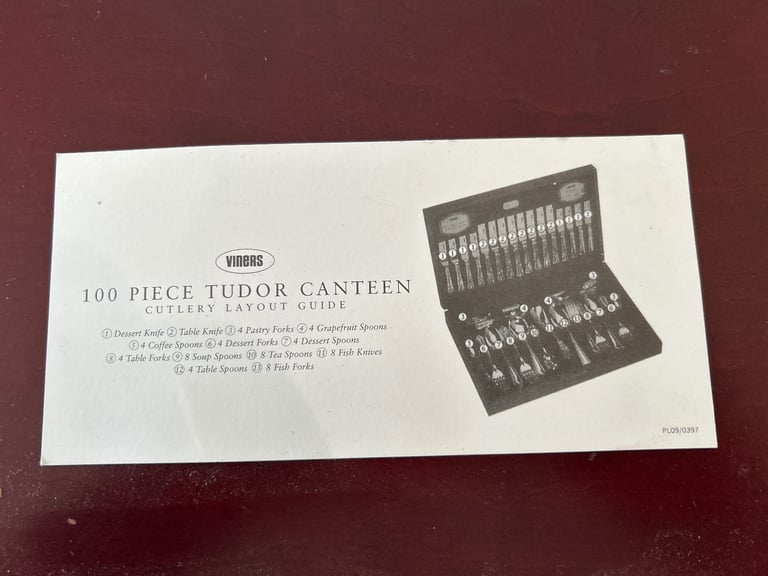 VINERS
100 PIECE TUDOR CANTEEN
CUTLERY LAYOUT GUIDE
① Dessert Knife ② Table Knife ③ 4 Pastry Forks ④ 4 Grapefruit Spoons
⑤ 4 Coffee Spoons ⑥ 4 Dessert Forks ⑦ 4 Dessert Spoons
⑧ 4 Table Forks ⑨ 8 Soup Spoons ⑩ 8 Tea Spoons ⑪ 8 Fish Knives
⑫ 4 Table Spoons ⑬ 8 Fish Forks
PL09/0397